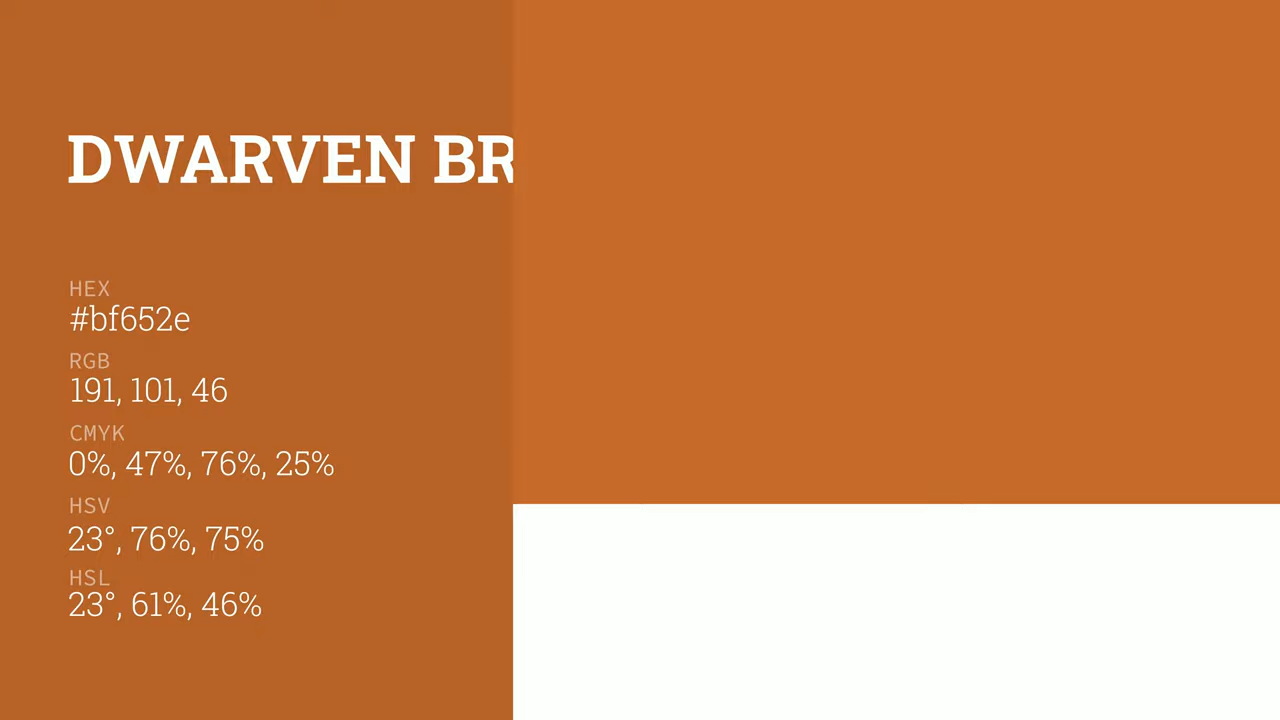 DWARVEN BR
HEX
#bf652e
RGB
191, 101, 46
CMYK
0%, 47%, 76%, 25%
HSV
23°, 76%, 75%
HSL
23°, 61%, 46%